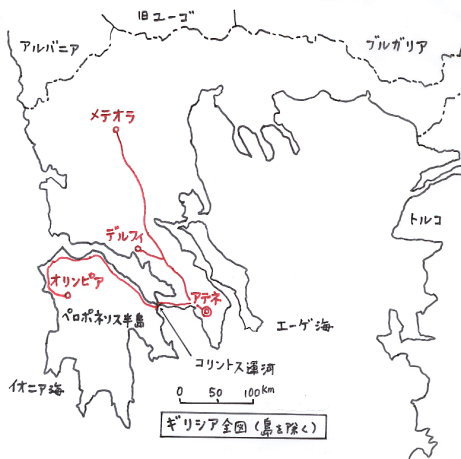 旧ユーゴ
アルバニア
ブルガリア
メテオラ
トルコ
デルフィ
オリンピア
アテネ
ペロポネソス半島
エーゲ海
コリントス運河
イオニア海
0 50 100 Km
ギリシア全図(島を除く)